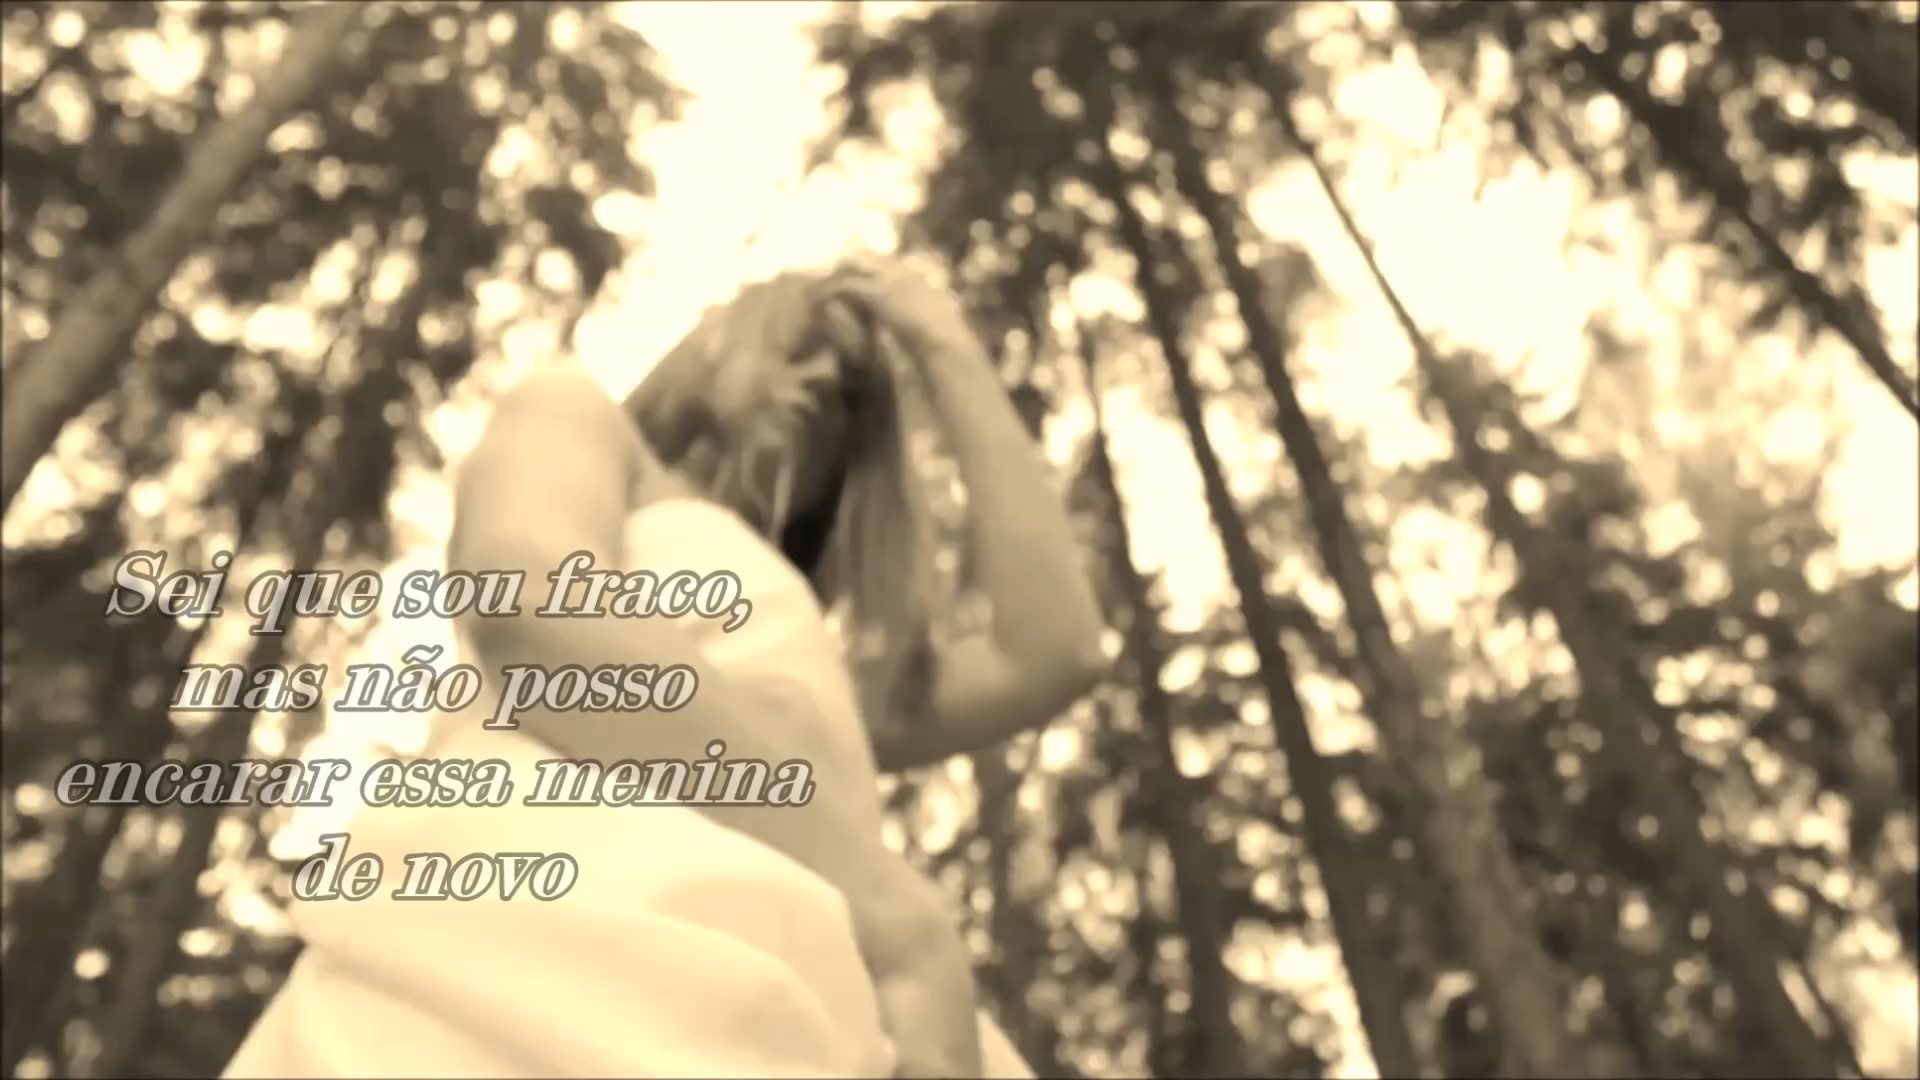 Sei que sou fraco,
mas não posso
encarar essa menina
de novo